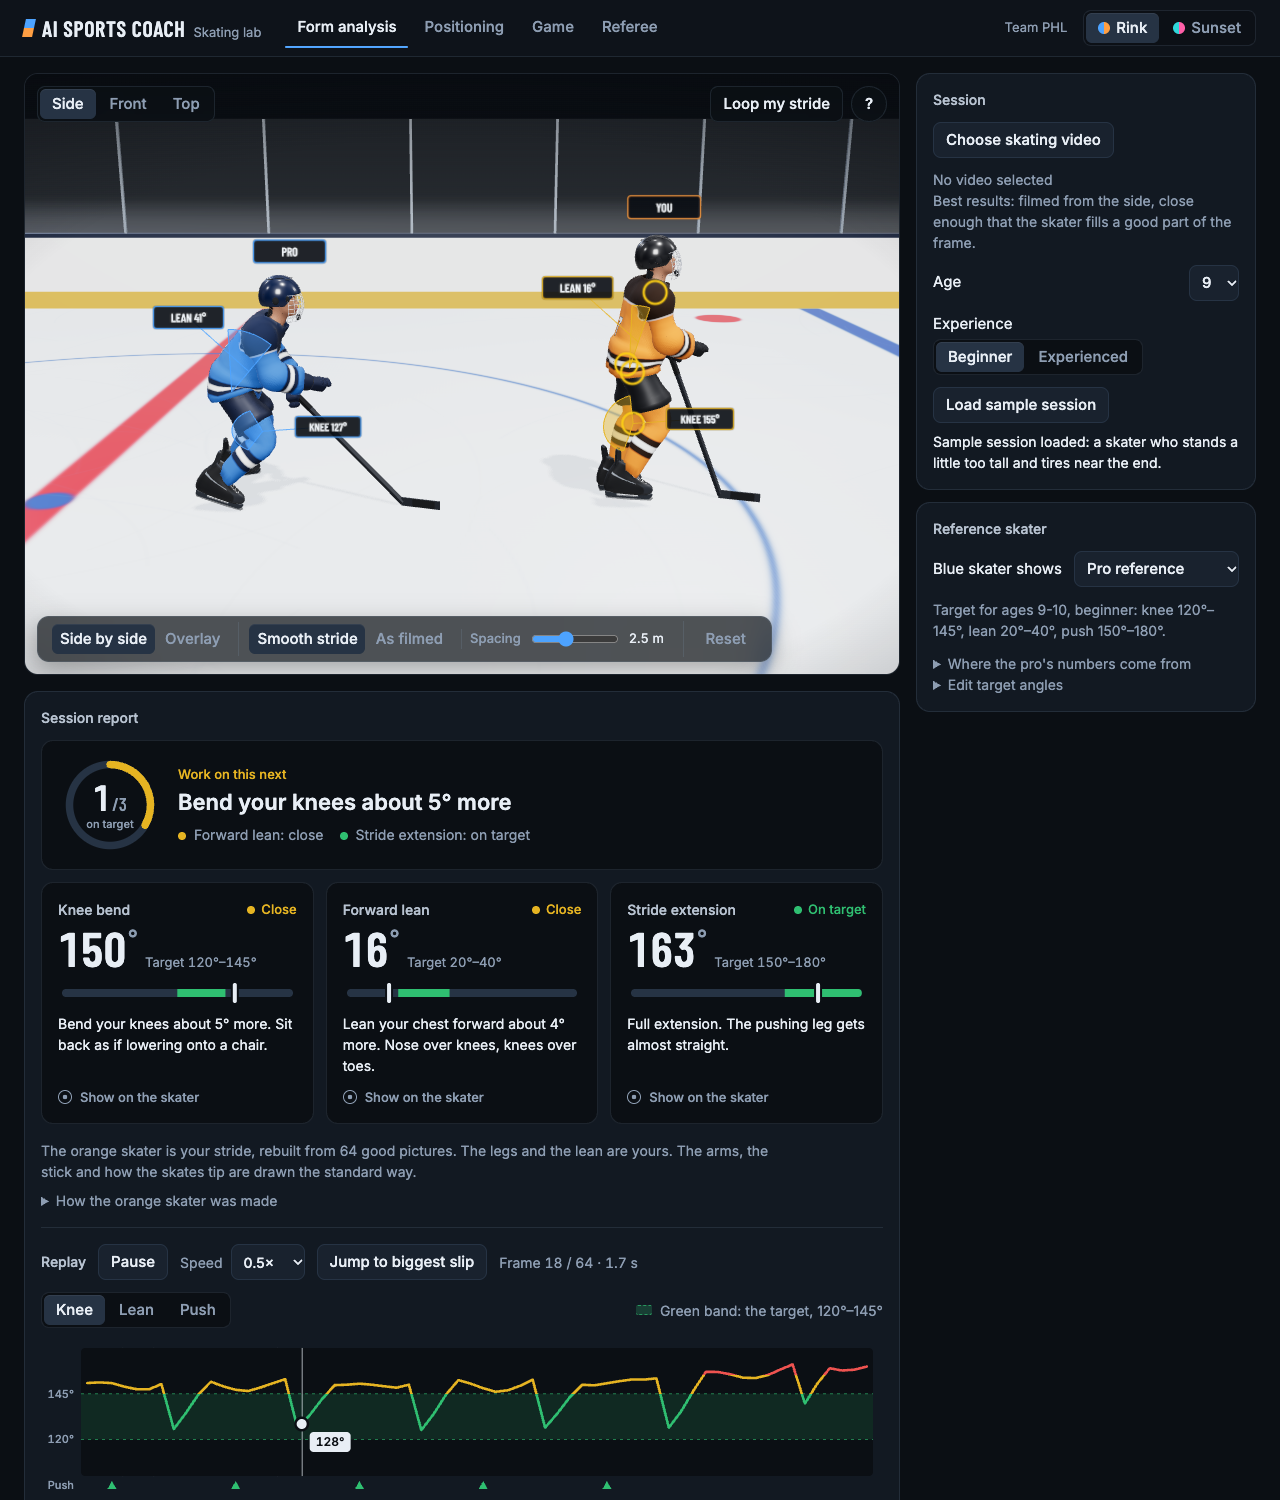 AI SPORTS COACH Skating lab Form analysis Positioning Game Referee Team PHL Rink Sunset
Side Front Top Loop my stride ?
YOU
PRO
LEAN 16°
LEAN 41°
KNEE 155°
KNEE 127°
Side by side Overlay Smooth stride As filmed Spacing 2.5 m Reset
Session
Choose skating video
No video selected
Best results: filmed from the side, close
enough that the skater fills a good part of the
frame.
Age 9
Experience
Beginner Experienced
Load sample session
Sample session loaded: a skater who stands a
little too tall and tires near the end.
Reference skater
Blue skater shows Pro reference
Target for ages 9-10, beginner: knee 120°–
145°, lean 20°–40°, push 150°–180°.
Where the pro's numbers come from
Edit target angles
Session report
1 /3
on target
Work on this next
Bend your knees about 5° more
Forward lean: close Stride extension: on target
Knee bend Close
150° Target 120°–145°
Bend your knees about 5° more. Sit
back as if lowering onto a chair.
Show on the skater
Forward lean Close
16° Target 20°–40°
Lean your chest forward about 4°
more. Nose over knees, knees over
toes.
Show on the skater
Stride extension On target
163° Target 150°–180°
Full extension. The pushing leg gets
almost straight.
Show on the skater
The orange skater is your stride, rebuilt from 64 good pictures. The legs and the lean are yours. The arms, the
stick and how the skates tip are drawn the standard way.
How the orange skater was made
Replay Pause Speed 0.5× Jump to biggest slip Frame 18 / 64 · 1.7 s
Knee Lean Push Green band: the target, 120°–145°
145°
120°
128°
Push